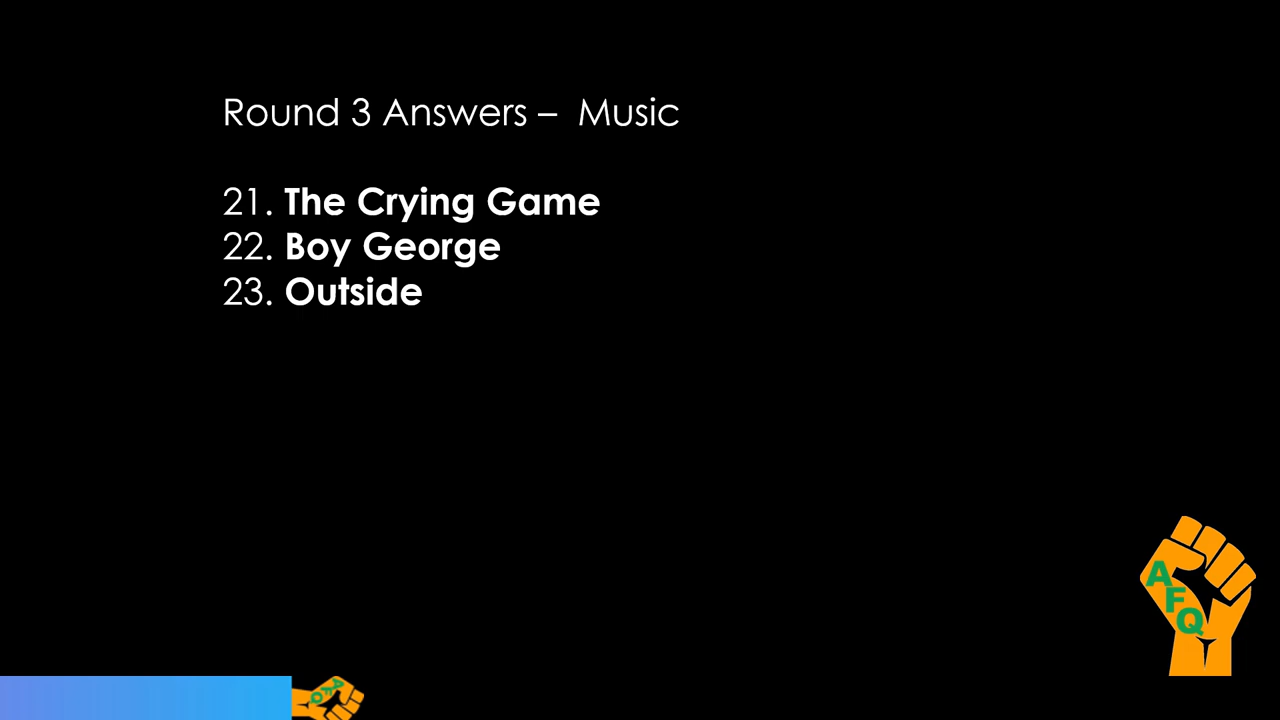 Round 3 Answers – Music
21. The Crying Game
22. Boy George
23. Outside
A
F
Q
AFQ